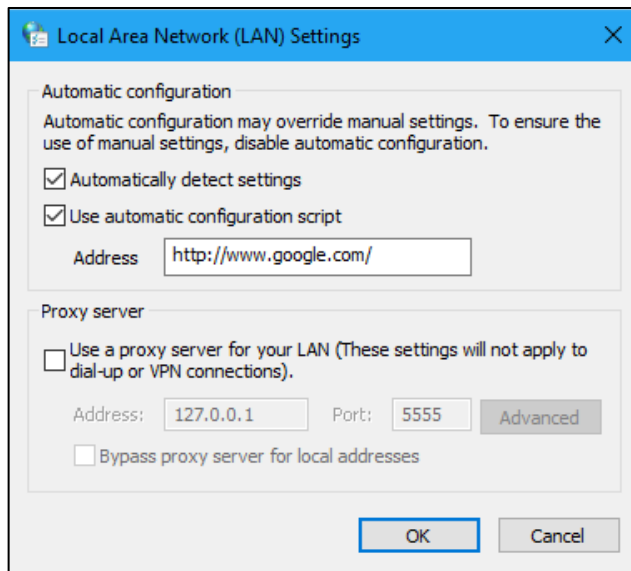 Local Area Network (LAN) Settings
Automatic configuration
Automatic configuration may override manual settings. To ensure the
use of manual settings, disable automatic configuration.
Automatically detect settings
Use automatic configuration script
Address http://www.google.com/
Proxy server
Use a proxy server for your LAN (These settings will not apply to
dial-up or VPN connections).
Address: 127.0.0.1 Port: 5555 Advanced
Bypass proxy server for local addresses
OK Cancel